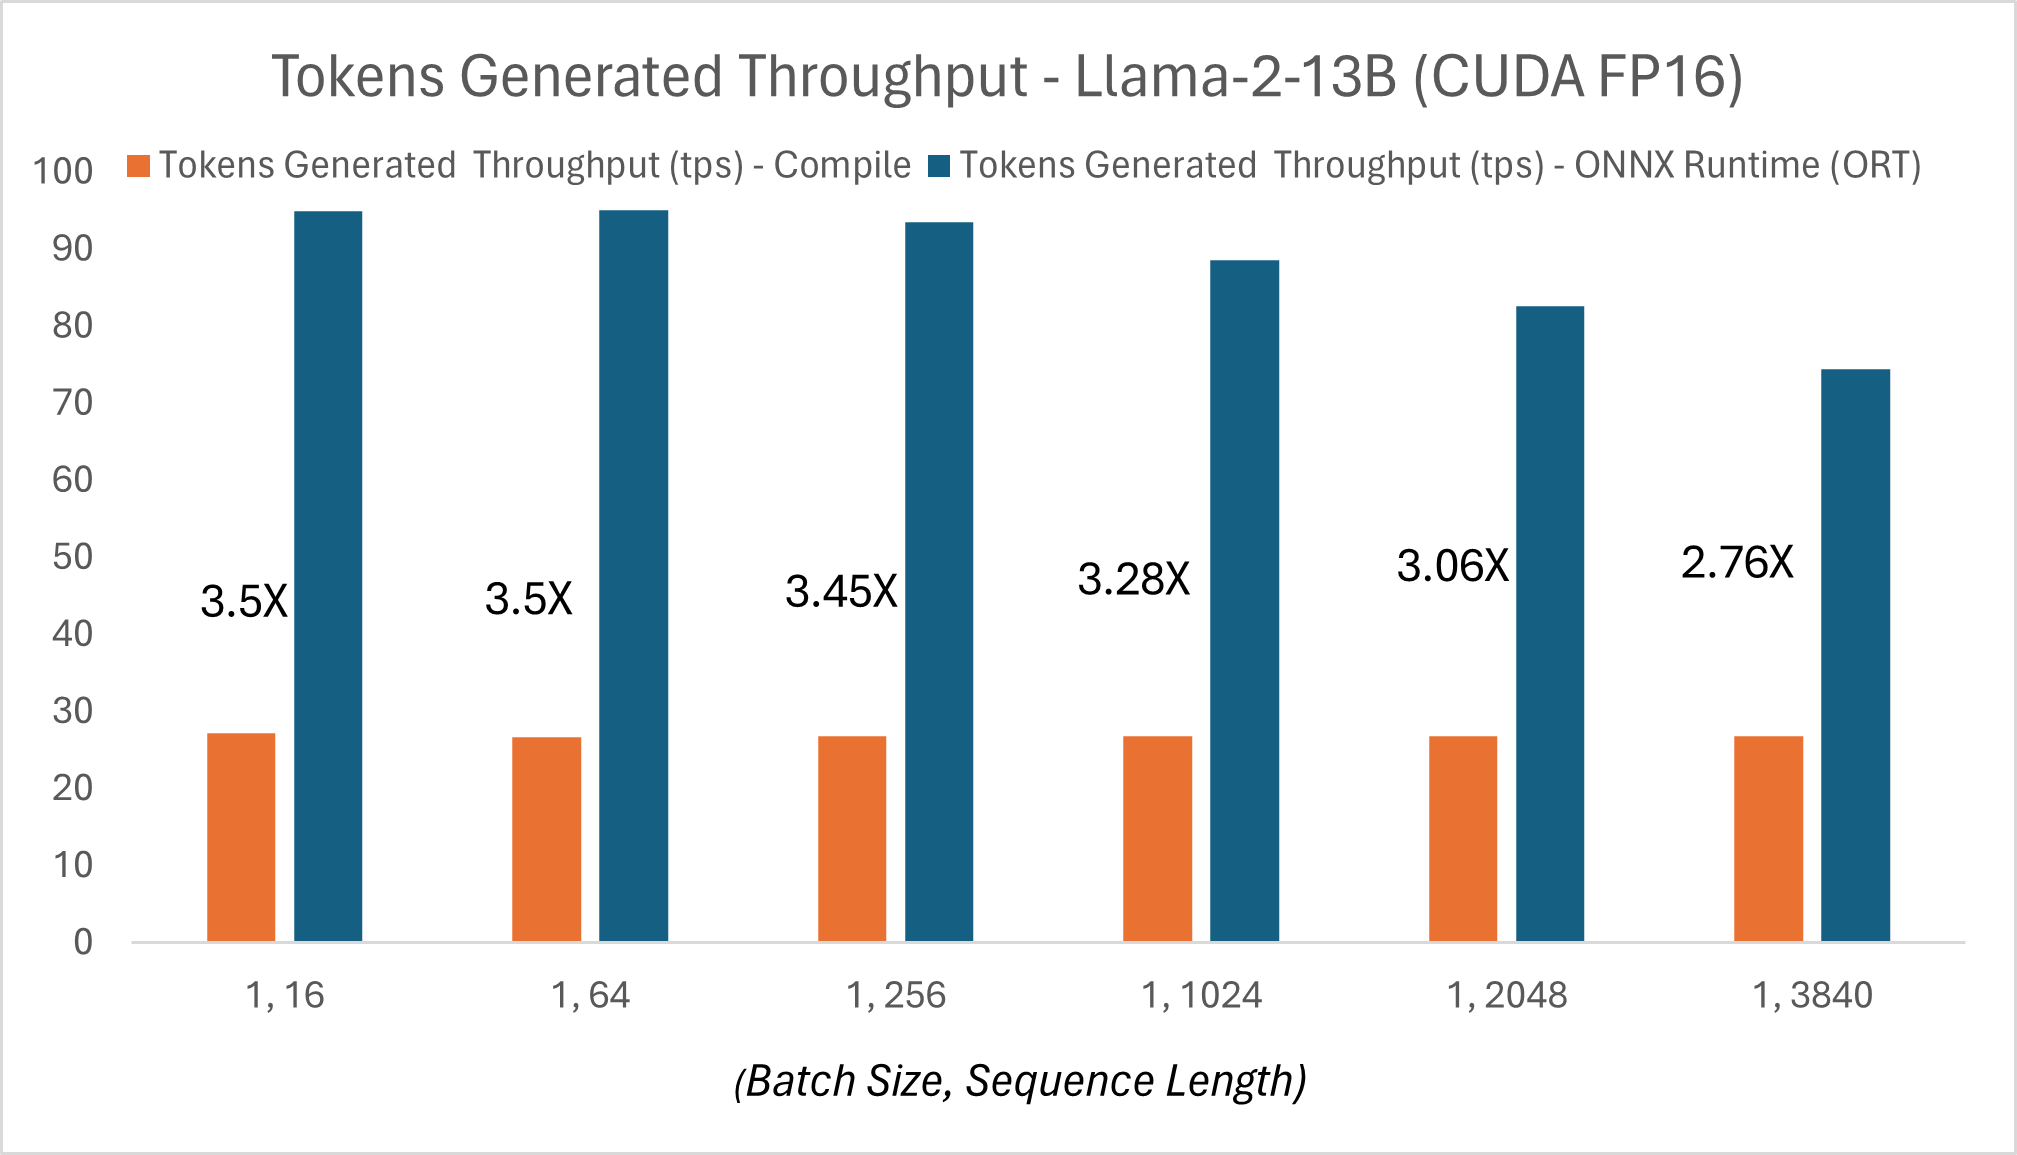 Tokens Generated Throughput - Llama-2-13B (CUDA FP16)
Tokens Generated  Throughput (tps) - Compile
Tokens Generated  Throughput (tps) - ONNX Runtime (ORT)
100
90
80
70
60
50
40
30
20
10
0
3.5X
3.5X
3.45X
3.28X
3.06X
2.76X
1, 16
1, 64
1, 256
1, 1024
1, 2048
1, 3840
(Batch Size, Sequence Length)